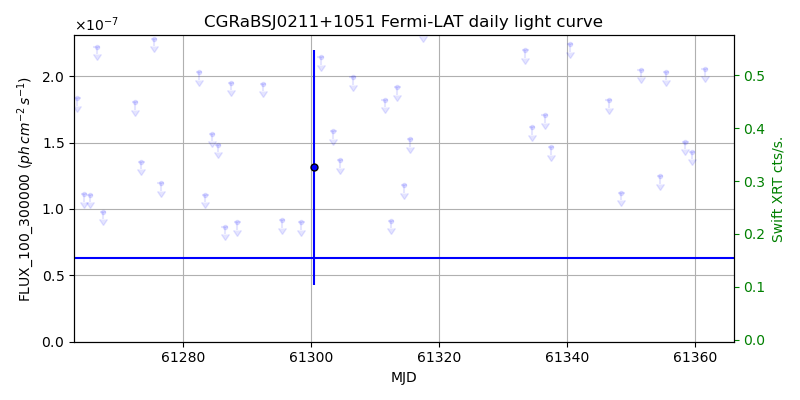 CGRaBSJ0211+1051 Fermi-LAT daily light curve
×10⁻⁷
FLUX_100_300000 (ph cm⁻² s⁻¹)
2.0
1.5
1.0
0.5
0.0
0.5
0.4
0.3
0.2
0.1
0.0
Swift XRT cts/s.
61280 61300 61320 61340 61360
MJD